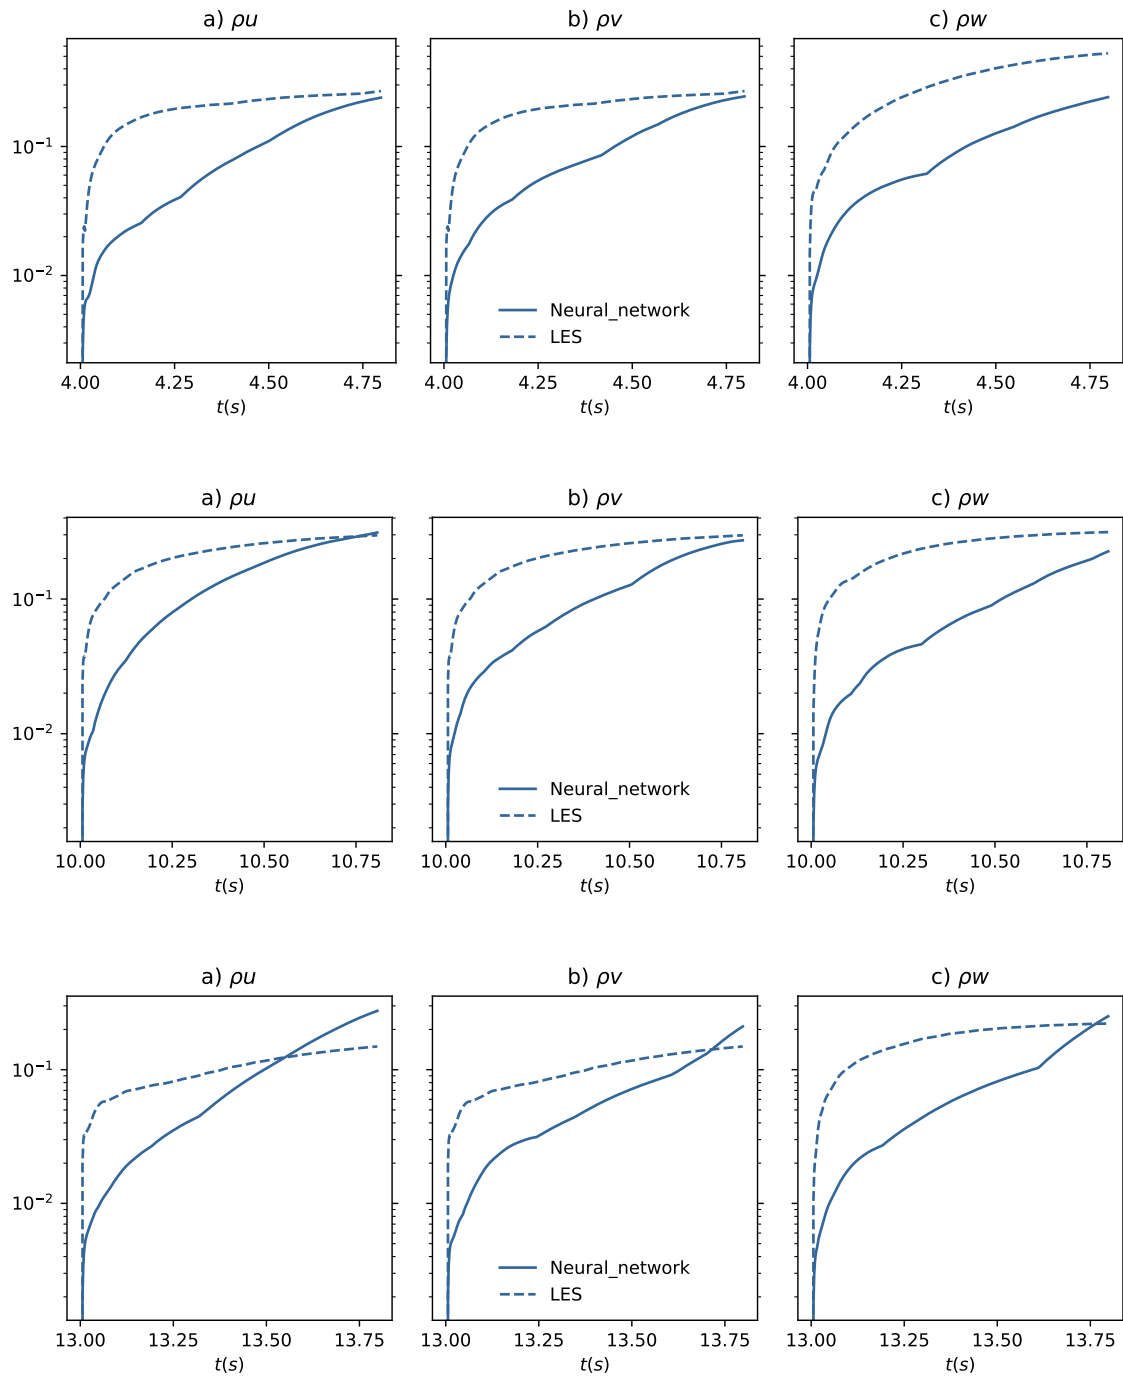 a) ρu b) ρv c) ρw
10⁻¹
10⁻²
Neural_network
LES
4.00 4.25 4.50 4.75 4.00 4.25 4.50 4.75 4.00 4.25 4.50 4.75
t(s) t(s) t(s)
a) ρu b) ρv c) ρw
10⁻¹
10⁻²
Neural_network
LES
10.00 10.25 10.50 10.75 10.00 10.25 10.50 10.75 10.00 10.25 10.50 10.75
t(s) t(s) t(s)
a) ρu b) ρv c) ρw
10⁻¹
10⁻²
Neural_network
LES
13.00 13.25 13.50 13.75 13.00 13.25 13.50 13.75 13.00 13.25 13.50 13.75
t(s) t(s) t(s)